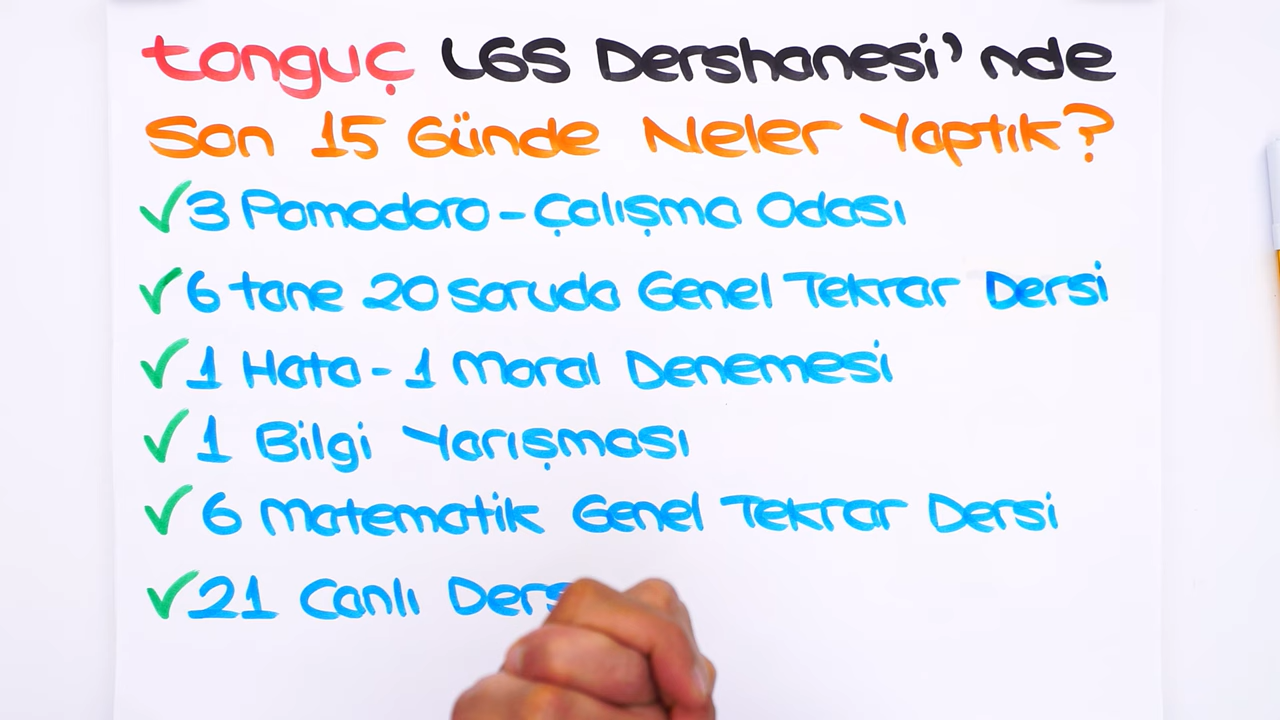 tonguç LGS Dershanesi'nde
Son 15 Günde Neler Yaptık?
✓ 3 Pomodoro - Çalışma Odası
✓ 6 tane 20 soruda Genel Tekrar Dersi
✓ 1 Hata - 1 Moral Denemesi
✓ 1 Bilgi Yarışması
✓ 6 Matematik Genel Tekrar Dersi
✓ 21 Canlı Ders